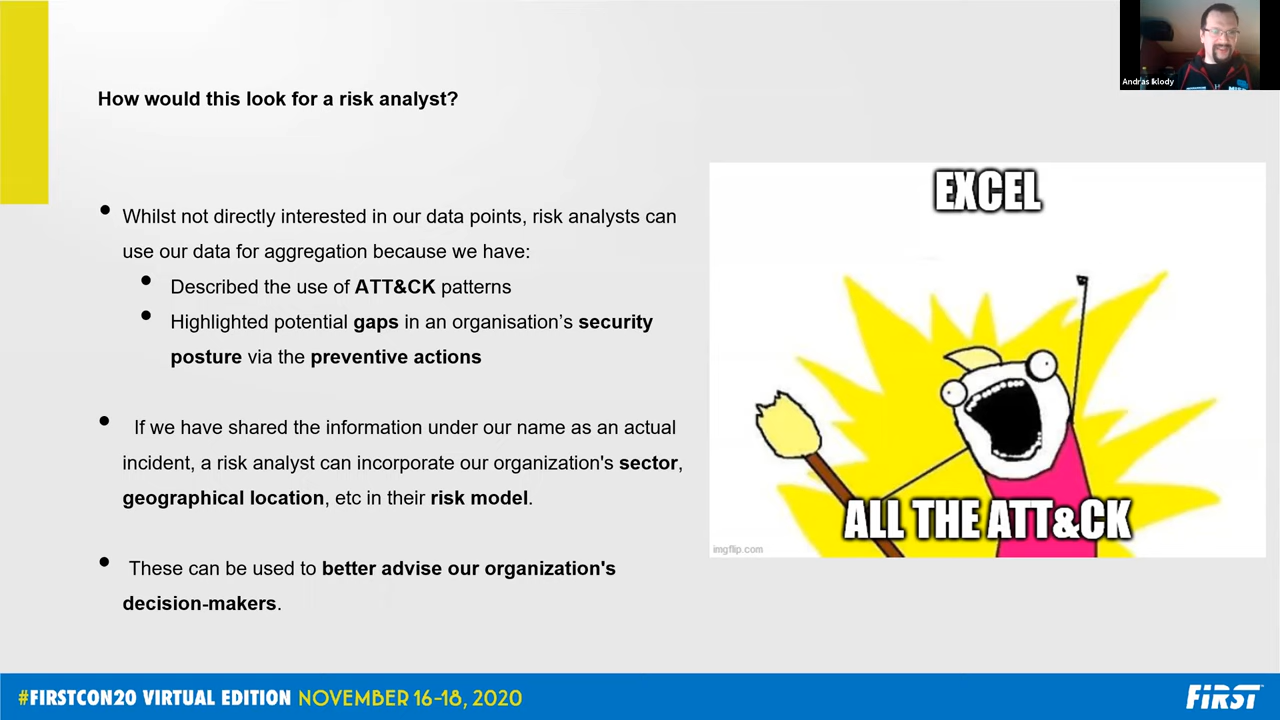 Andras Iklody
How would this look for a risk analyst?
• Whilst not directly interested in our data points, risk analysts can
use our data for aggregation because we have:
• Described the use of ATT&CK patterns
• Highlighted potential gaps in an organisation’s security
posture via the preventive actions
• If we have shared the information under our name as an actual
incident, a risk analyst can incorporate our organization's sector,
geographical location, etc in their risk model.
• These can be used to better advise our organization's
decision-makers.
EXCEL
ALL THE ATT&CK
imgflip.com
#FIRSTCON20 VIRTUAL EDITION NOVEMBER 16-18, 2020
FIRST